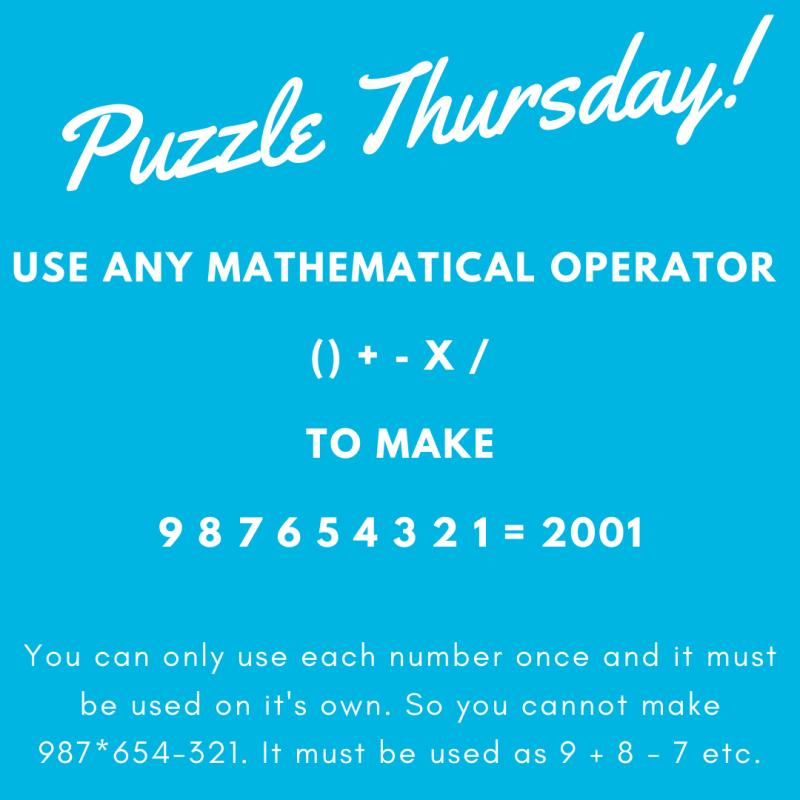 Puzzle Thursday!
USE ANY MATHEMATICAL OPERATOR
() + - X /
TO MAKE
9 8 7 6 5 4 3 2 1 = 2001
You can only use each number once and it must
be used on it's own. So you cannot make
987*654-321. It must be used as 9 + 8 - 7 etc.